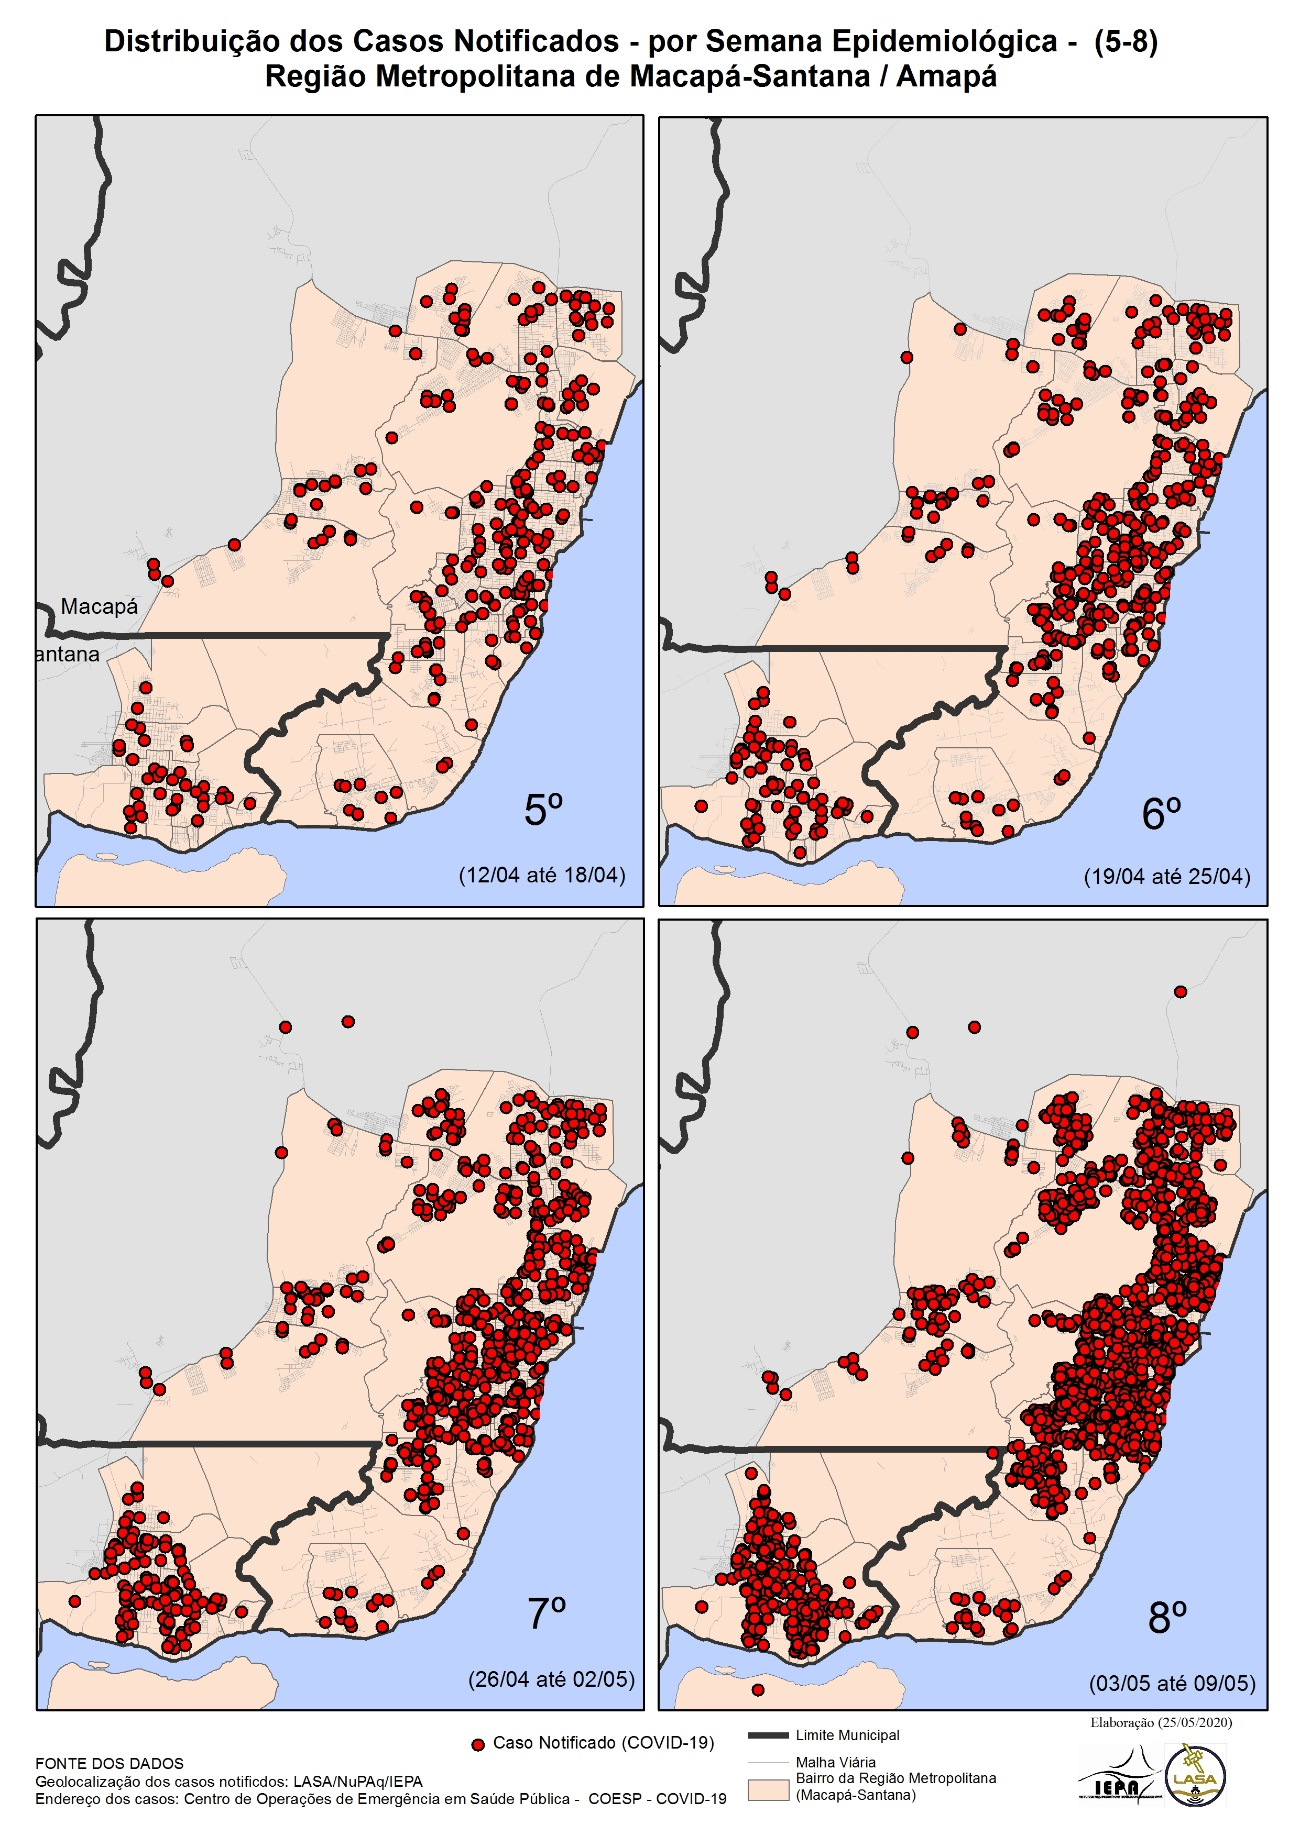 Distribuição dos Casos Notificados - por Semana Epidemiológica - (5-8)
Região Metropolitana de Macapá-Santana / Amapá
Macapá
antana
5º
(12/04 até 18/04)
6º
(19/04 até 25/04)
7º
(26/04 até 02/05)
8º
(03/05 até 09/05)
Elaboração (25/05/2020)
Caso Notificado (COVID-19)
Limite Municipal
Malha Viária
Bairro da Região Metropolitana
(Macapá-Santana)
FONTE DOS DADOS
Geolocalização dos casos notificdos: LASA/NuPAq/IEPA
Endereço dos casos: Centro de Operações de Emergência em Saúde Pública - COESP - COVID-19
IEPA
LASA